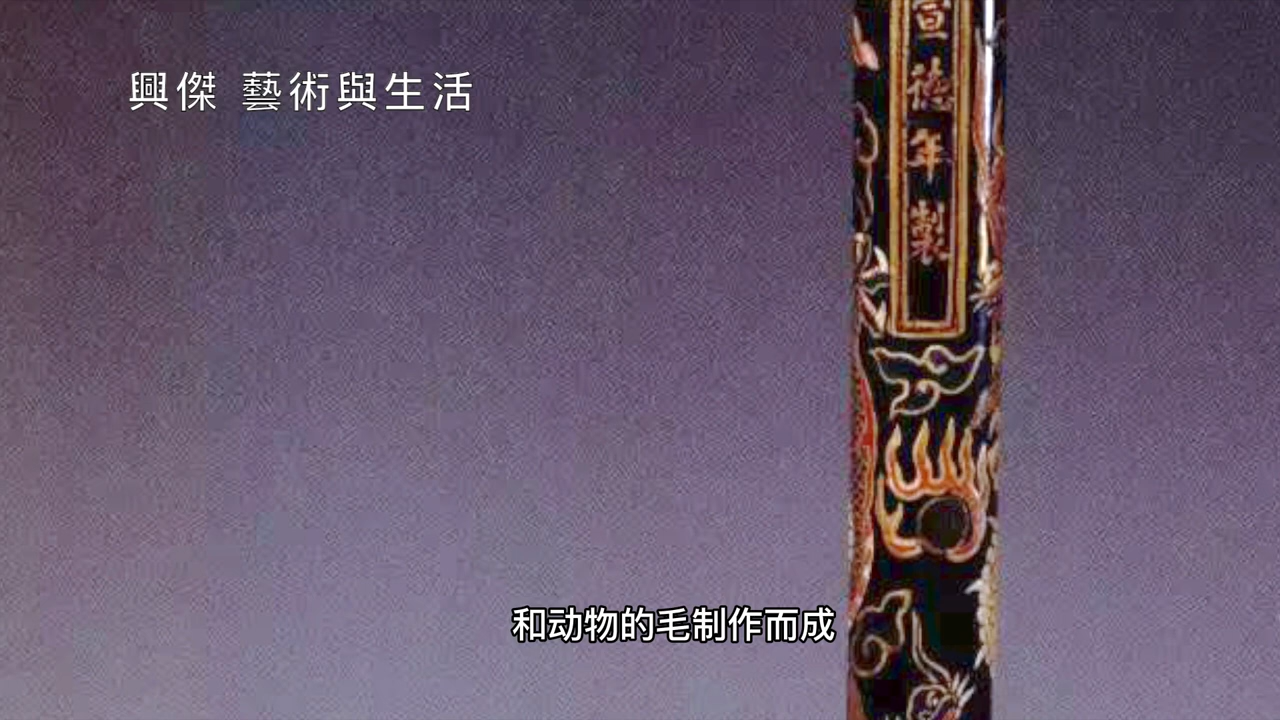 興傑 藝術與生活
宣德年製
和动物的毛制作而成